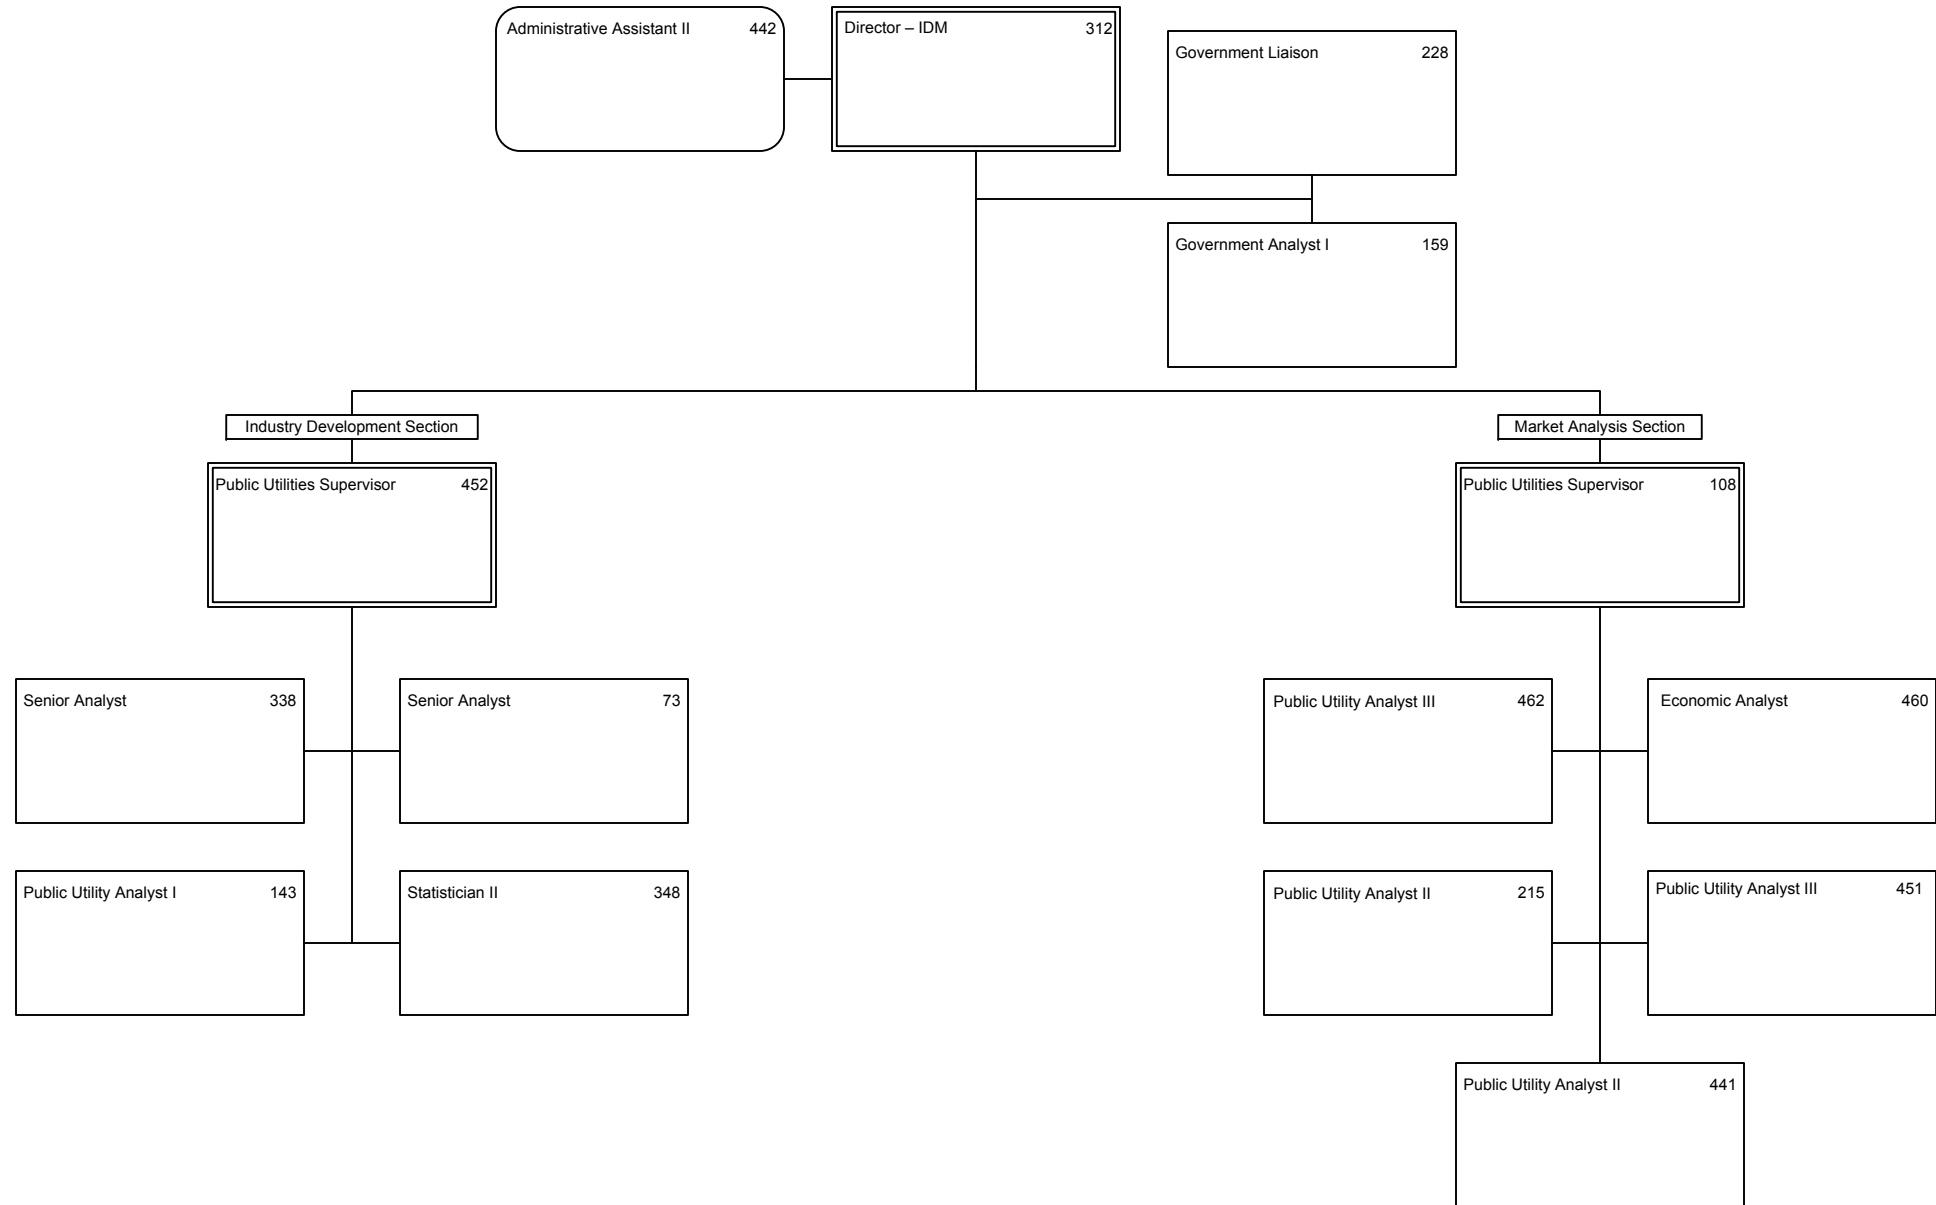 Administrative Assistant II 442
Director – IDM 312
Government Liaison 228
Government Analyst I 159
Industry Development Section
Market Analysis Section
Public Utilities Supervisor 452
Public Utilities Supervisor 108
Senior Analyst 338
Senior Analyst 73
Public Utility Analyst III 462
Economic Analyst 460
Public Utility Analyst I 143
Statistician II 348
Public Utility Analyst II 215
Public Utility Analyst III 451
Public Utility Analyst II 441